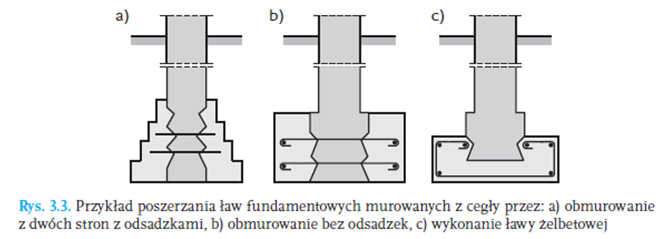 a)
b)
c)
Rys. 3.3. Przykład poszerzania ław fundamentowych murowanych z cegły przez: a) obmurowanie
z dwóch stron z odsadzkami, b) obmurowanie bez odsadzek, c) wykonanie ławy żelbetowej